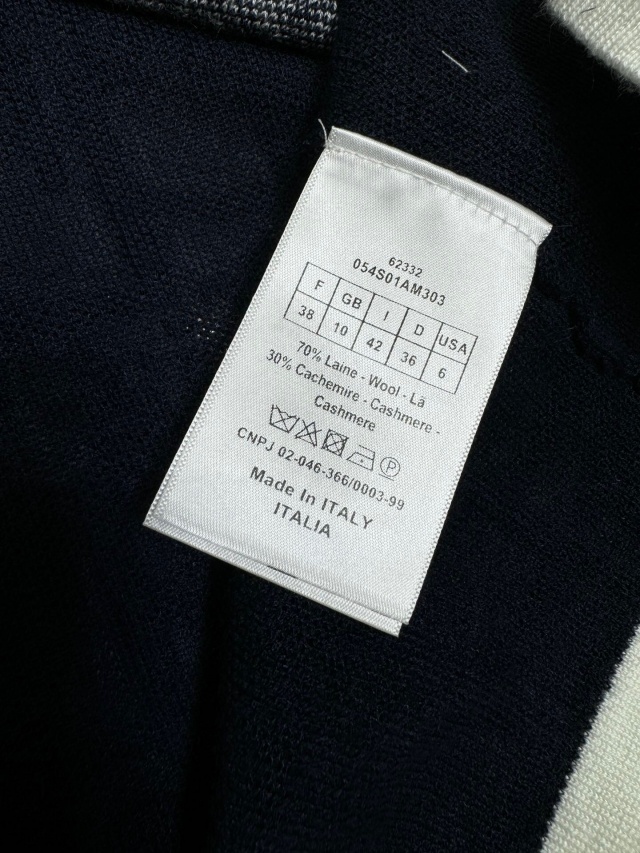 62332
054S01AM303
F GB I D USA
38 10 42 36 6
70% Laine - Wool - Lã
30% Cachemire - Cashmere -
Cashmere
P
CNPJ 02-046-366/0003-99
Made In ITALY
ITALIA